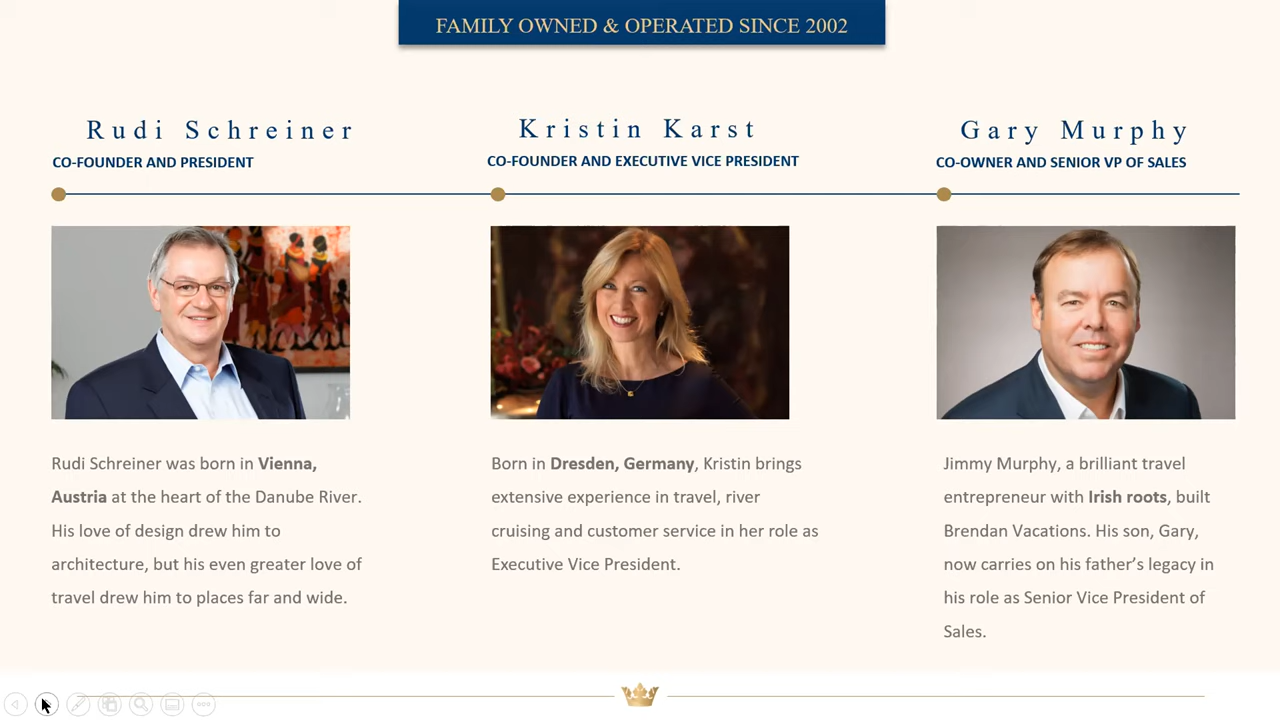 FAMILY OWNED & OPERATED SINCE 2002
Rudi Schreiner
CO-FOUNDER AND PRESIDENT
Rudi Schreiner was born in Vienna,
Austria at the heart of the Danube River.
His love of design drew him to
architecture, but his even greater love of
travel drew him to places far and wide.
Kristin Karst
CO-FOUNDER AND EXECUTIVE VICE PRESIDENT
Born in Dresden, Germany, Kristin brings
extensive experience in travel, river
cruising and customer service in her role as
Executive Vice President.
Gary Murphy
CO-OWNER AND SENIOR VP OF SALES
Jimmy Murphy, a brilliant travel
entrepreneur with Irish roots, built
Brendan Vacations. His son, Gary,
now carries on his father’s legacy in
his role as Senior Vice President of
Sales.